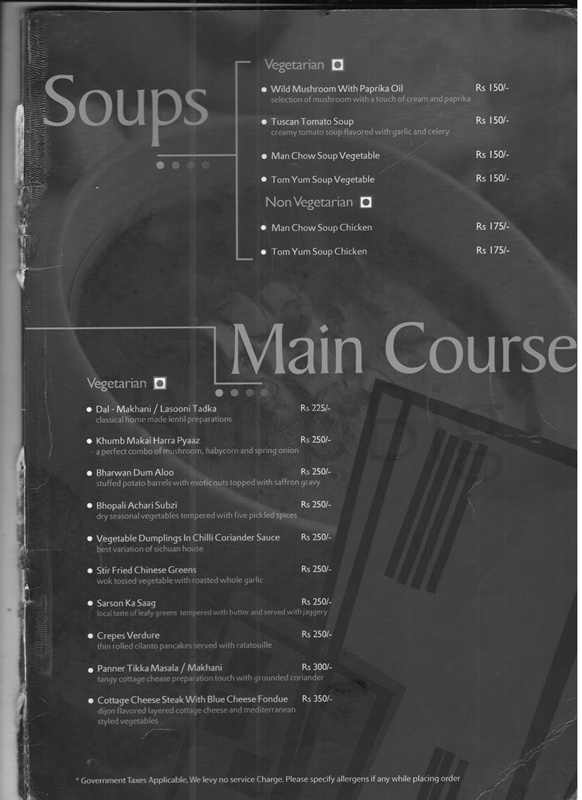 Soups
Vegetarian
Wild Mushroom With Paprika Oil Rs 150/-
selection of mushroom with a touch of cream and paprika
Tuscan Tomato Soup Rs 150/-
creamy tomato soup flavored with garlic and celery
Man Chow Soup Vegetable Rs 150/-
Tom Yum Soup Vegetable Rs 150/-
Non Vegetarian
Man Chow Soup Chicken Rs 175/-
Tom Yum Soup Chicken Rs 175/-
Main Course
Vegetarian
Dal - Makhani / Lasooni Tadka Rs 225/-
classical home made lentil preparations
Khumb Makai Harra Pyaaz Rs 250/-
a perfect combo of mushroom, babycorn and spring onion
Bharwan Dum Aloo Rs 250/-
stuffed potato barrels with exotic nuts topped with saffron gravy
Bhopali Achari Subzi Rs 250/-
dry seasonal vegetables tempered with five pickled spices
Vegetable Dumplings In Chilli Coriander Sauce Rs 250/-
best variation of sichuan house
Stir Fried Chinese Greens Rs 250/-
wok tossed vegetable with roasted whole garlic
Sarson Ka Saag Rs 250/-
local taste of leafy greens tempered with butter and served with jaggery
Crepes Verdure Rs 250/-
thin rolled cilanto pancakes served with ratatouille
Panner Tikka Masala / Makhani Rs 300/-
tangy cottage chease preparation touch with grounded coriander
Cottage Cheese Steak With Blue Cheese Fondue Rs 350/-
dijon flavored layered cottage cheese and mediterranean
styled vegetables
* Government Taxes Applicable, We levy no service Charge. Please specify allergens if any while placing order